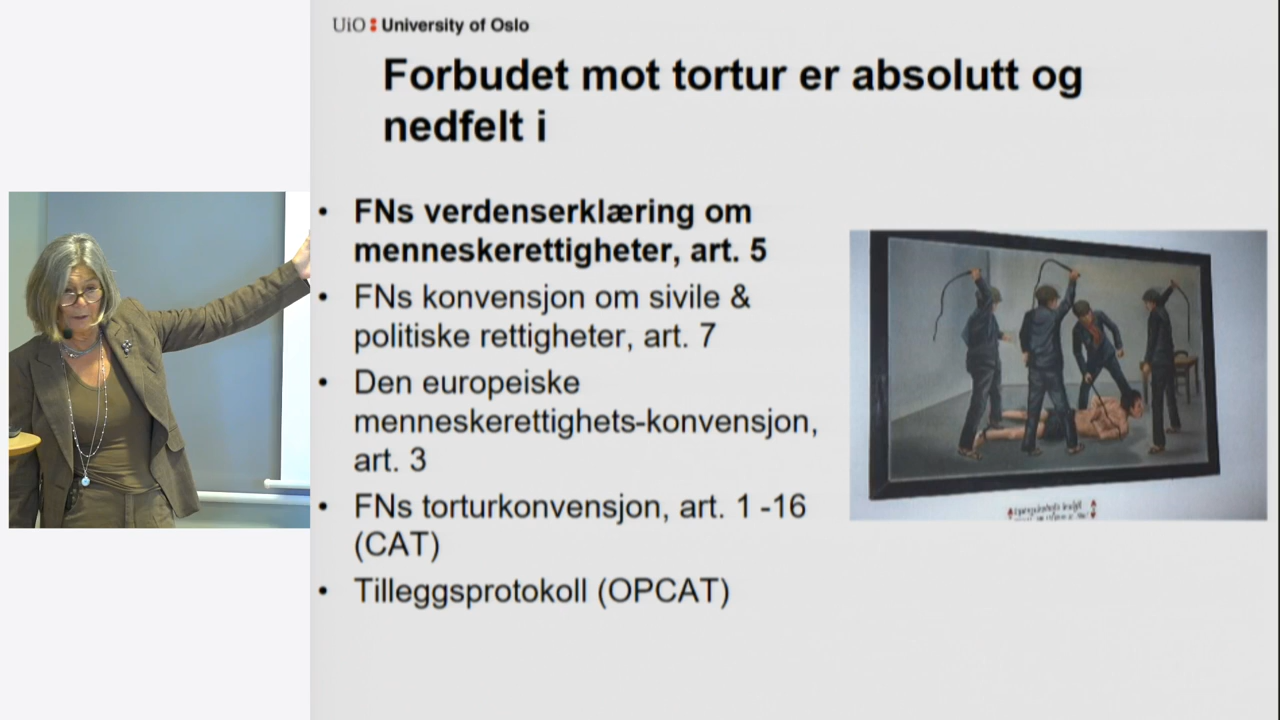 UiO University of Oslo
Forbudet mot tortur er absolutt og
nedfelt i
• FNs verdenserklæring om
menneskerettigheter, art. 5
• FNs konvensjon om sivile &
politiske rettigheter, art. 7
• Den europeiske
menneskerettighets-konvensjon,
art. 3
• FNs torturkonvensjon, art. 1 -16
(CAT)
• Tilleggsprotokoll (OPCAT)